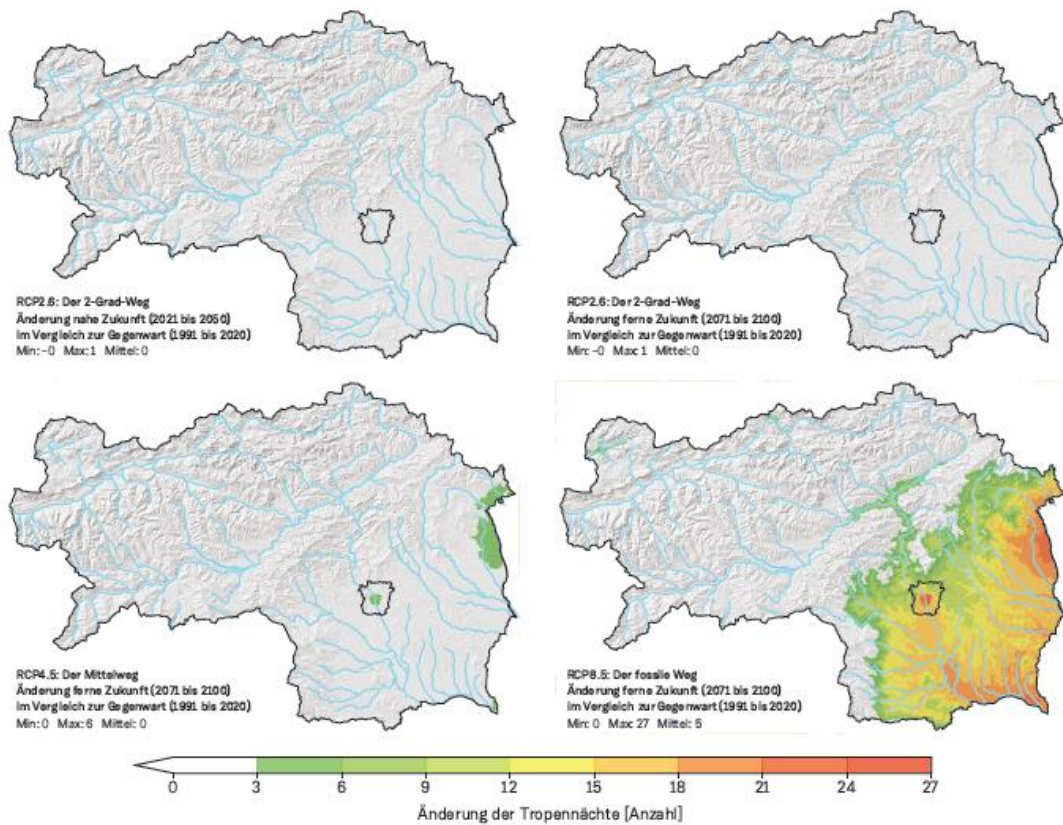 RCP2.6: Der 2-Grad-Weg
Änderung nahe Zukunft (2021 bis 2050)
im Vergleich zur Gegenwart (1991 bis 2020)
Min: -0 Max: 1 Mittel: 0
RCP2.6: Der 2-Grad-Weg
Änderung ferne Zukunft (2071 bis 2100)
im Vergleich zur Gegenwart (1991 bis 2020)
Min: -0 Max: 1 Mittel: 0
RCP4.5: Der Mittelweg
Änderung ferne Zukunft (2071 bis 2100)
im Vergleich zur Gegenwart (1991 bis 2020)
Min: 0 Max: 6 Mittel: 0
RCP8.5: Der fossile Weg
Änderung ferne Zukunft (2071 bis 2100)
im Vergleich zur Gegenwart (1991 bis 2020)
Min: 0 Max: 27 Mittel: 5
0 3 6 9 12 15 18 21 24 27
Änderung der Tropennächte [Anzahl]